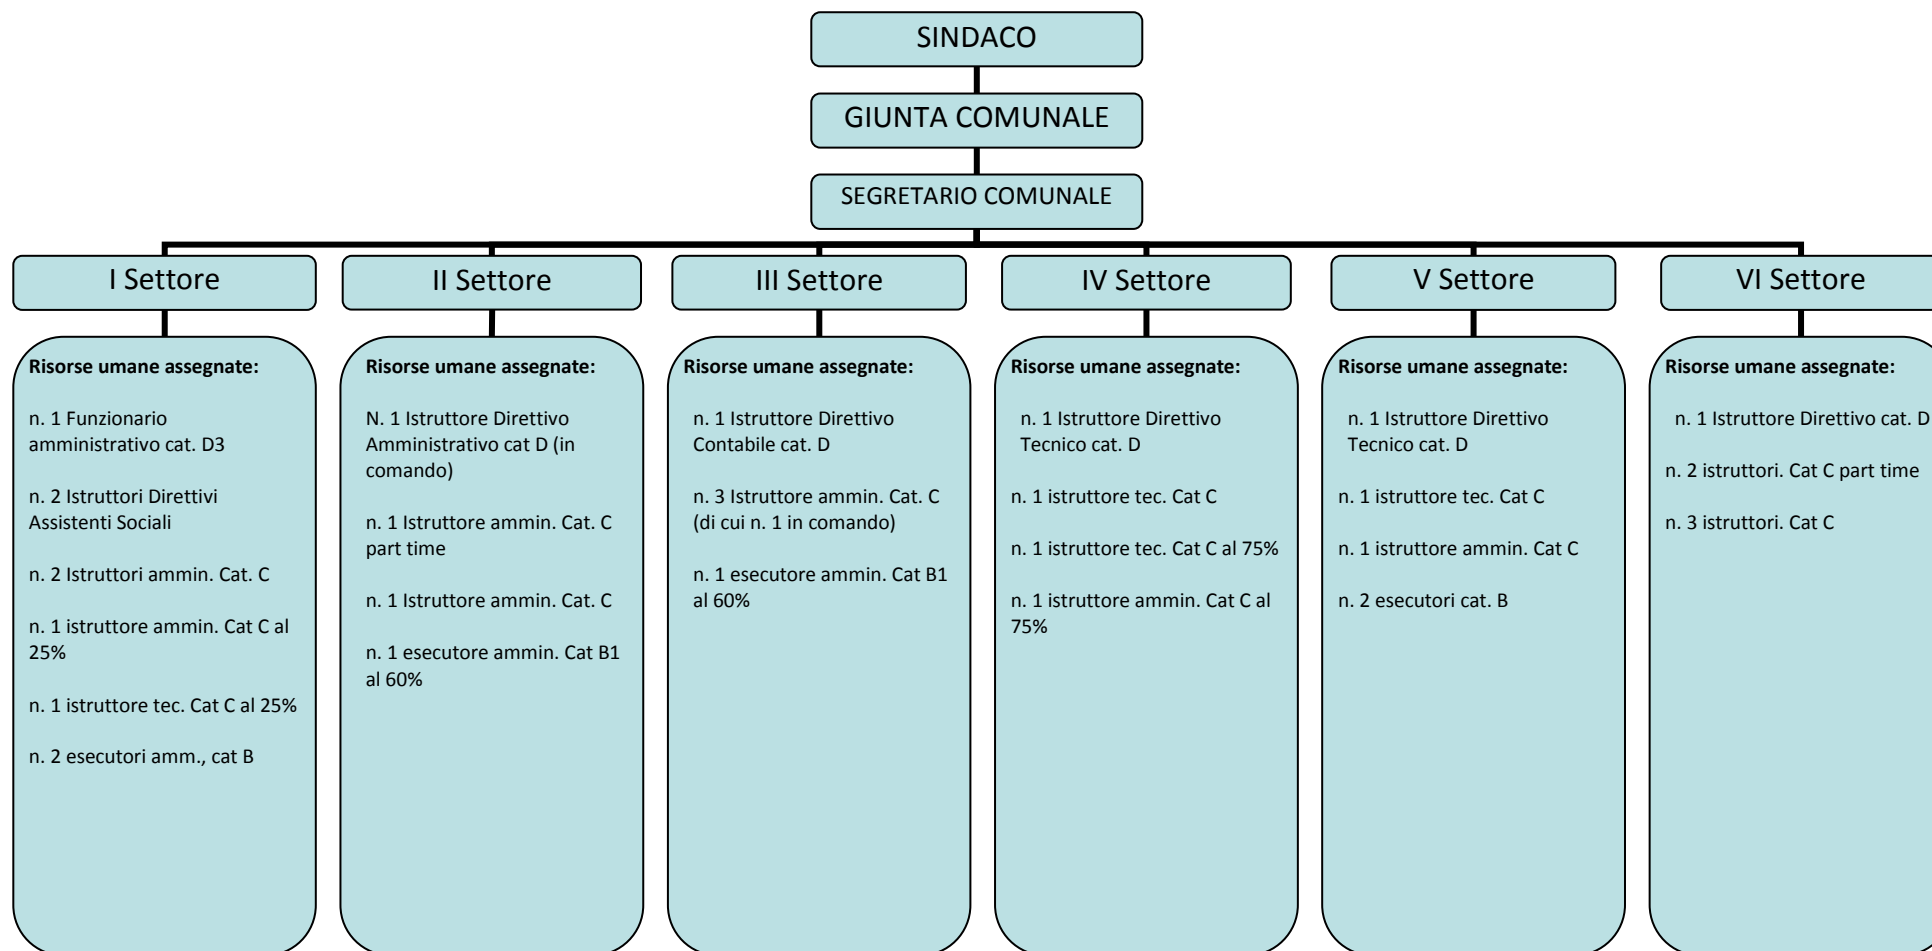 SINDACO
GIUNTA COMUNALE
SEGRETARIO COMUNALE
I Settore
II Settore
III Settore
IV Settore
V Settore
VI Settore
Risorse umane assegnate:
n. 1 Funzionario
amministrativo cat. D3
n. 2 Istruttori Direttivi
Assistenti Sociali
n. 2 Istruttori ammin. Cat. C
n. 1 istruttore ammin. Cat C al
25%
n. 1 istruttore tec. Cat C al 25%
n. 2 esecutori amm., cat B
Risorse umane assegnate:
N. 1 Istruttore Direttivo
Amministrativo cat D (in
comando)
n. 1 Istruttore ammin. Cat. C
part time
n. 1 Istruttore ammin. Cat. C
n. 1 esecutore ammin. Cat B1
al 60%
Risorse umane assegnate:
n. 1 Istruttore Direttivo
Contabile cat. D
n. 3 Istruttore ammin. Cat. C
(di cui n. 1 in comando)
n. 1 esecutore ammin. Cat B1
al 60%
Risorse umane assegnate:
n. 1 Istruttore Direttivo
Tecnico cat. D
n. 1 istruttore tec. Cat C
n. 1 istruttore tec. Cat C al 75%
n. 1 istruttore ammin. Cat C al
75%
Risorse umane assegnate:
n. 1 Istruttore Direttivo
Tecnico cat. D
n. 1 istruttore tec. Cat C
n. 1 istruttore ammin. Cat C
n. 2 esecutori cat. B
Risorse umane assegnate:
n. 1 Istruttore Direttivo cat. D
n. 2 istruttori. Cat C part time
n. 3 istruttori. Cat C